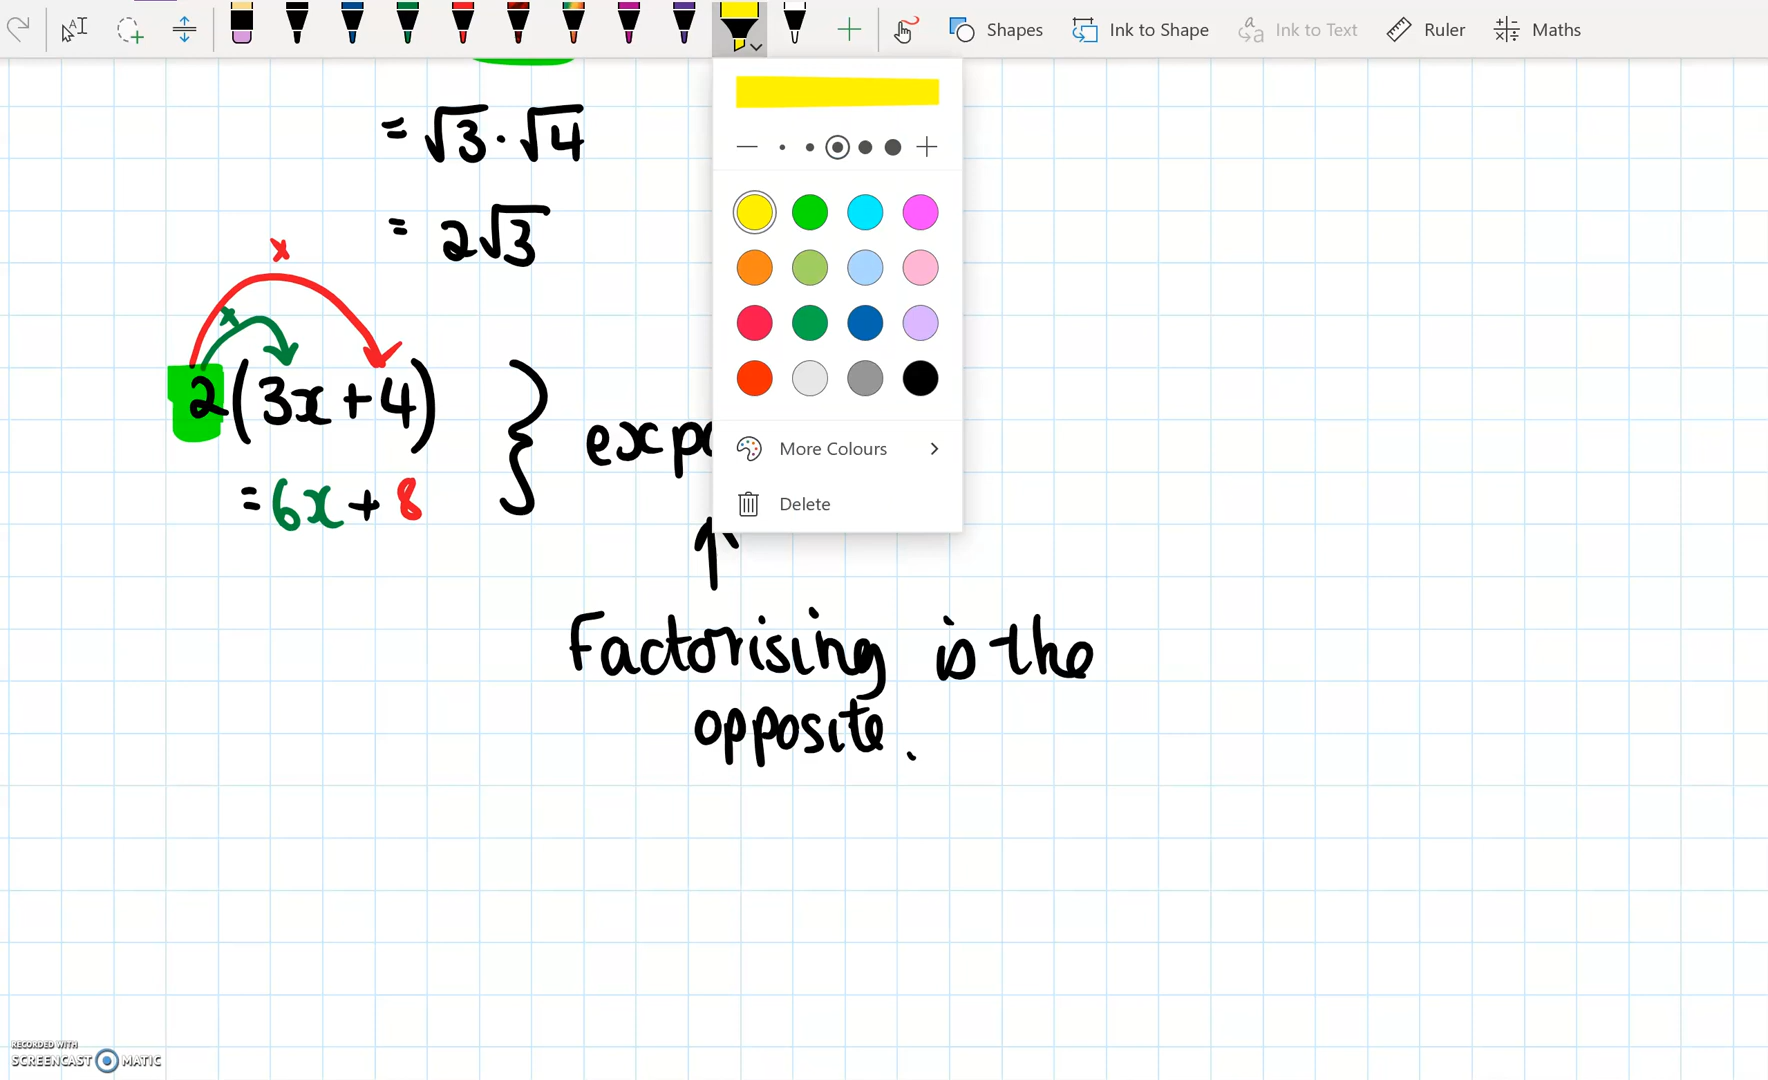 Shapes
Ink to Shape
Ink to Text
Ruler
Maths
= √3 · √4
= 2√3
x
x
2(3x+4)
= 6x + 8
More Colours
Delete
Factorising is the
opposite.
RECORDED WITH
SCREENCAST MATIC